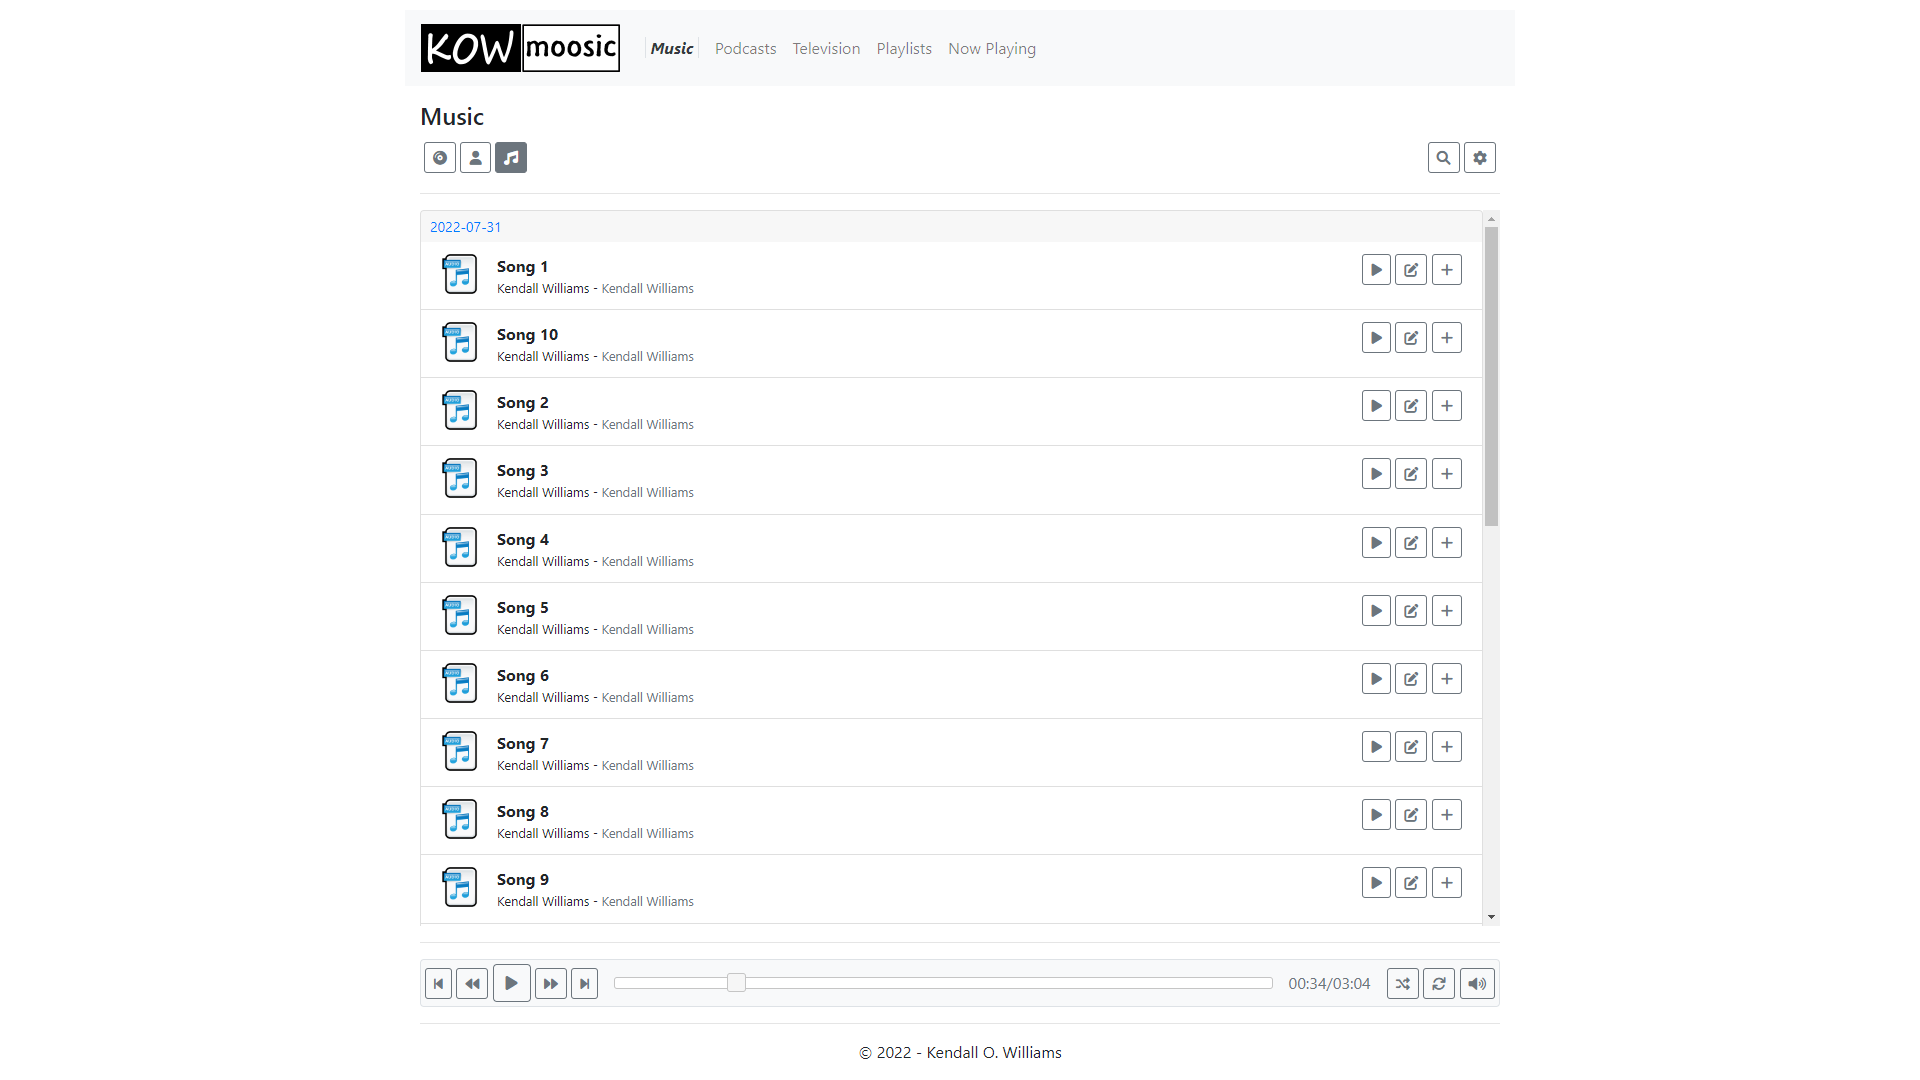 KOW moosic Music Podcasts Television Playlists Now Playing
Music
2022-07-31
Song 1
Kendall Williams - Kendall Williams
Song 10
Kendall Williams - Kendall Williams
Song 2
Kendall Williams - Kendall Williams
Song 3
Kendall Williams - Kendall Williams
Song 4
Kendall Williams - Kendall Williams
Song 5
Kendall Williams - Kendall Williams
Song 6
Kendall Williams - Kendall Williams
Song 7
Kendall Williams - Kendall Williams
Song 8
Kendall Williams - Kendall Williams
Song 9
Kendall Williams - Kendall Williams
00:34/03:04
© 2022 - Kendall O. Williams